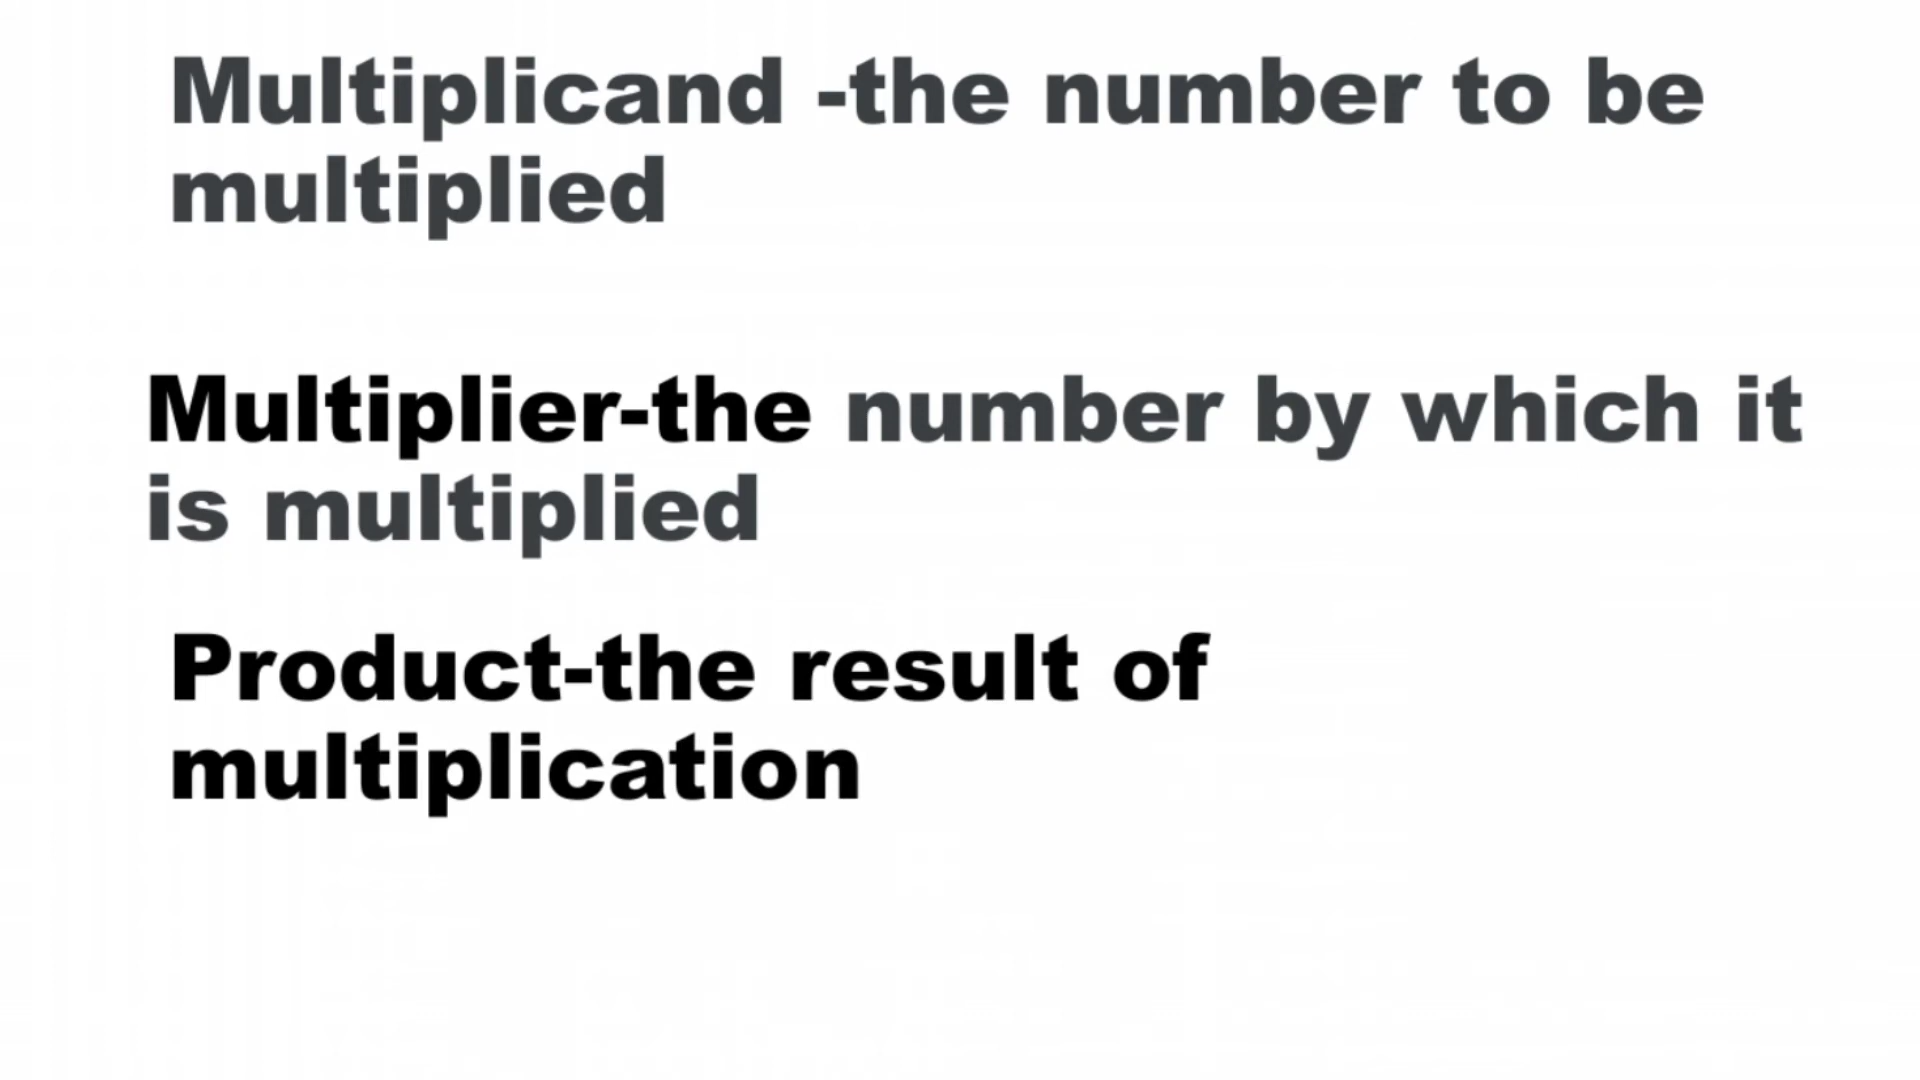 Multiplicand -the number to be
multiplied
Multiplier-the number by which it
is multiplied
Product-the result of
multiplication